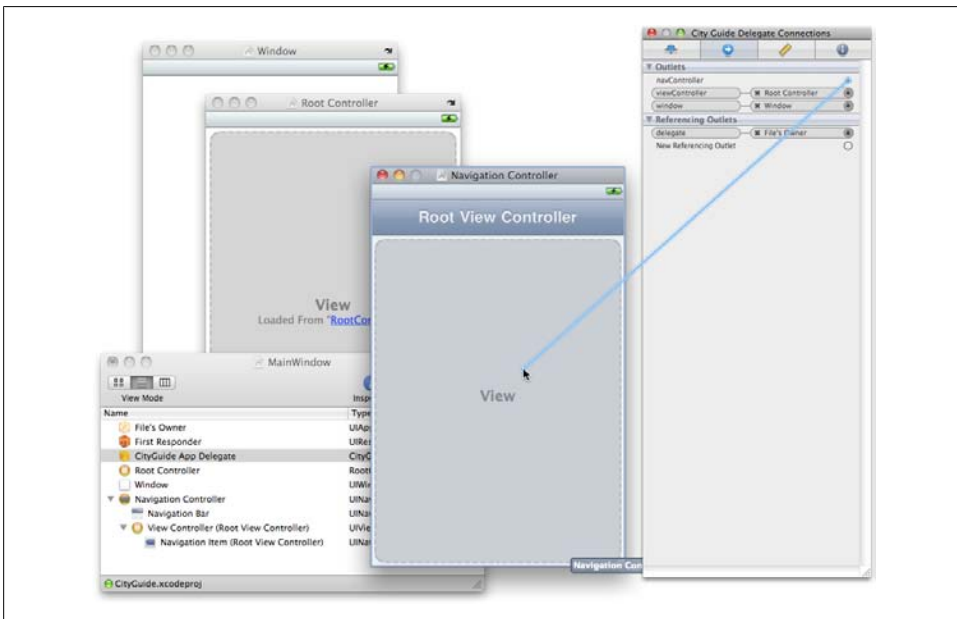 Window
Root Controller
View
Loaded From "RootCon
Navigation Controller
Root View Controller
View
Navigation Con
City Guide Delegate Connections
Outlets
navController
viewController
Root Controller
window
Window
Referencing Outlets
delegate
File's Owner
New Referencing Outlet
MainWindow
View Mode
Insp
Name
Type
File's Owner
UIAp
First Responder
UIRes
CityGuide App Delegate
CityG
Root Controller
Root
Window
UIWi
Navigation Controller
UINa
Navigation Bar
UINa
View Controller (Root View Controller)
UIVie
Navigation Item (Root View Controller)
UINa
CityGuide.xcodeproj